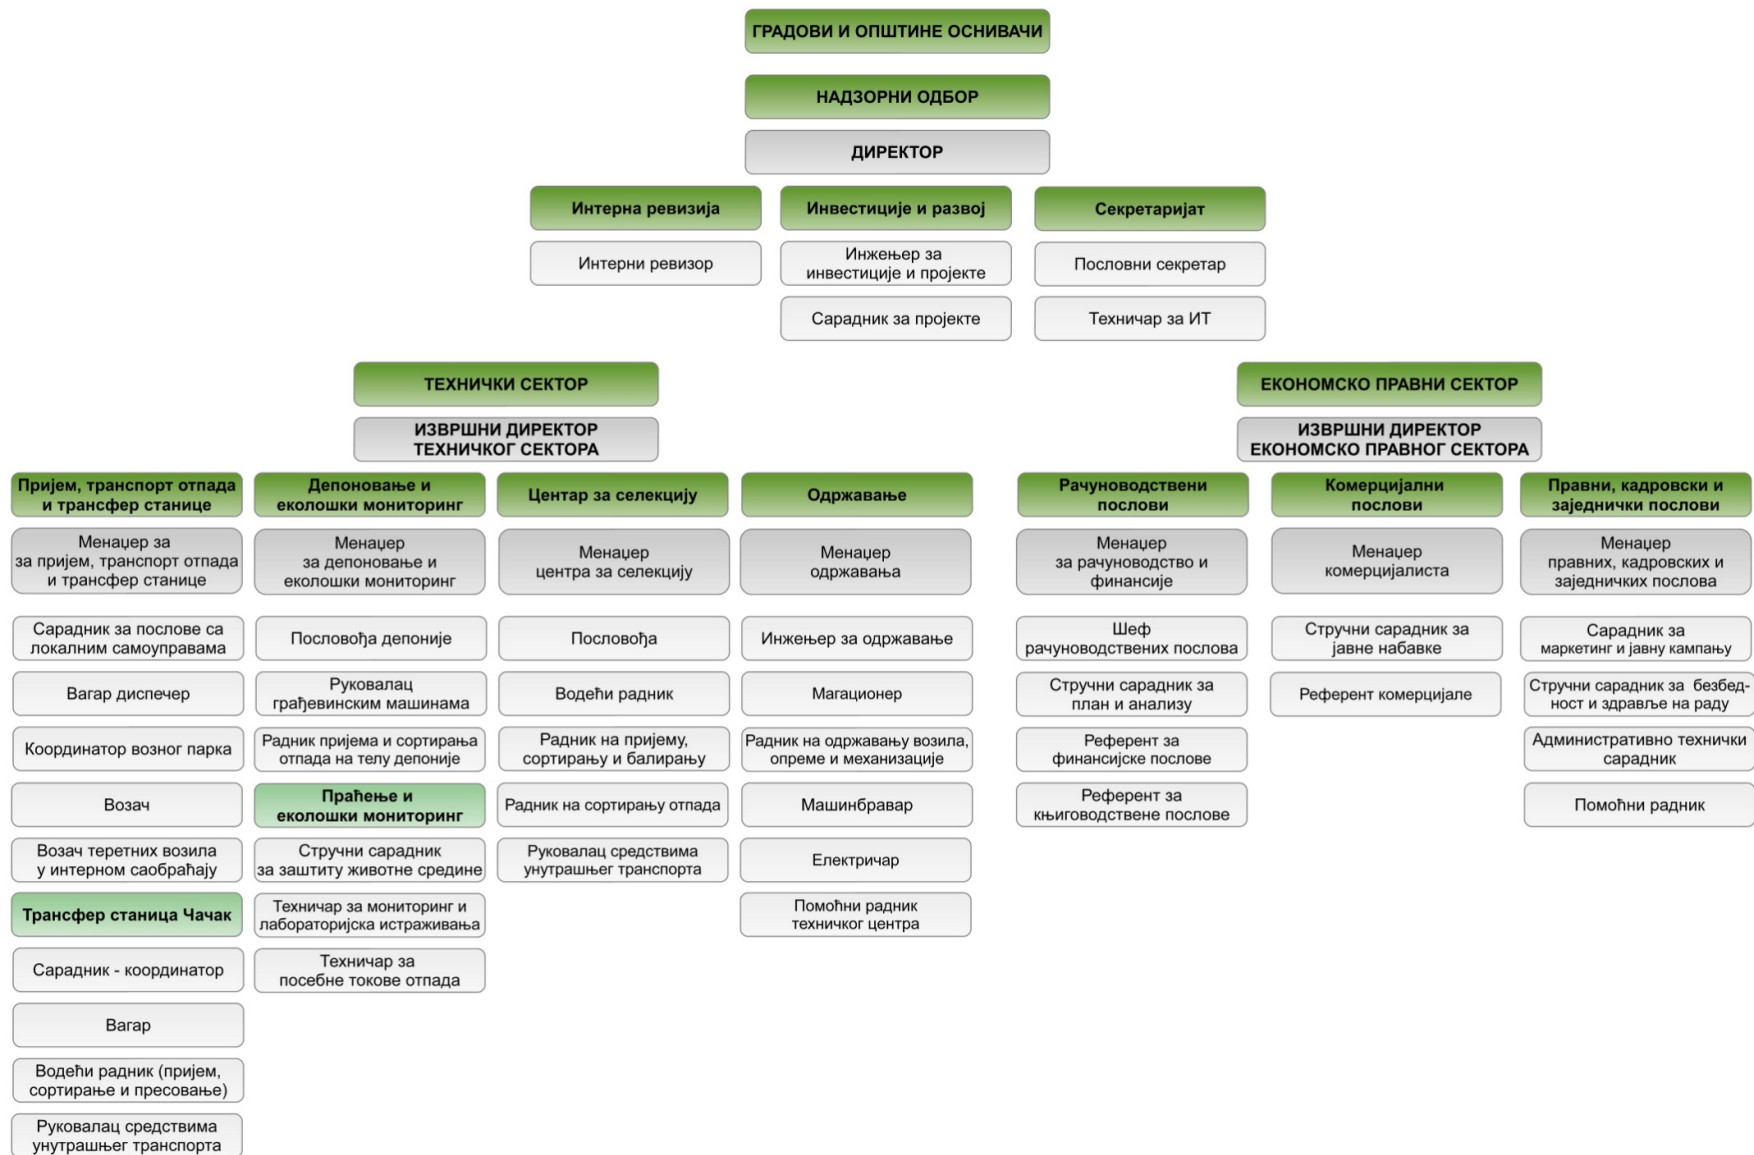 ГРАДОВИ И ОПШТИНЕ ОСНИВАЧИ
НАДЗОРНИ ОДБОР
ДИРЕКТОР
Интерна ревизија
Интерни ревизор
Инвестиције и развој
Инжењер за
инвестиције и пројекте
Сарадник за пројекте
Секретаријат
Пословни секретар
Техничар за ИТ
ТЕХНИЧКИ СЕКТОР
ИЗВРШНИ ДИРЕКТОР
ТЕХНИЧКОГ СЕКТОРА
Пријем, транспорт отпада
и трансфер станице
Менаџер за
за пријем, транспорт отпада
и трансфер станице
Сарадник за послове са
локалним самоуправама
Вагар диспечер
Координатор возног парка
Возач
Возач теретних возила
у интерном саобраћају
Трансфер станица Чачак
Сарадник - координатор
Вагар
Водећи радник (пријем,
сортирање и пресовање)
Руковалац средствима
унутрашњег транспорта
Депоновање и
еколошки мониторинг
Менаџер
за депоновање и
еколошки мониторинг
Пословођа депоније
Руковалац
грађевинским машинама
Радник пријема и сортирања
отпада на телу депоније
Праћење и
еколошки мониторинг
Стручни сарадник
за заштиту животне средине
Техничар за мониторинг и
лабораторијска истраживања
Техничар за
посебне токове отпада
Центар за селекцију
Менаџер
центра за селекцију
Пословођа
Водећи радник
Радник на пријему,
сортирању и балирању
Радник на сортирању отпада
Руковалац средствима
унутрашњег транспорта
Одржавање
Менаџер
одржавања
Инжењер за одржавање
Магационер
Радник на одржавању возила,
опреме и механизације
Машинбравар
Електричар
Помоћни радник
техничког центра
ЕКОНОМСКО ПРАВНИ СЕКТОР
ИЗВРШНИ ДИРЕКТОР
ЕКОНОМСКО ПРАВНОГ СЕКТОРА
Рачуноводствени
послови
Менаџер
за рачуноводство и
финансије
Шеф
рачуноводствених послова
Стручни сарадник за
план и анализу
Референт за
финансијске послове
Референт за
књиговодствене послове
Комерцијални
послови
Менаџер
комерцијалиста
Стручни сарадник за
јавне набавке
Референт комерцијале
Правни, кадровски и
заједнички послови
Менаџер
правних, кадровских и
заједничких послова
Сарадник за
маркетинг и јавну кампању
Стручни сарадник за безбед-
ност и здравље на раду
Административно технички
сарадник
Помоћни радник